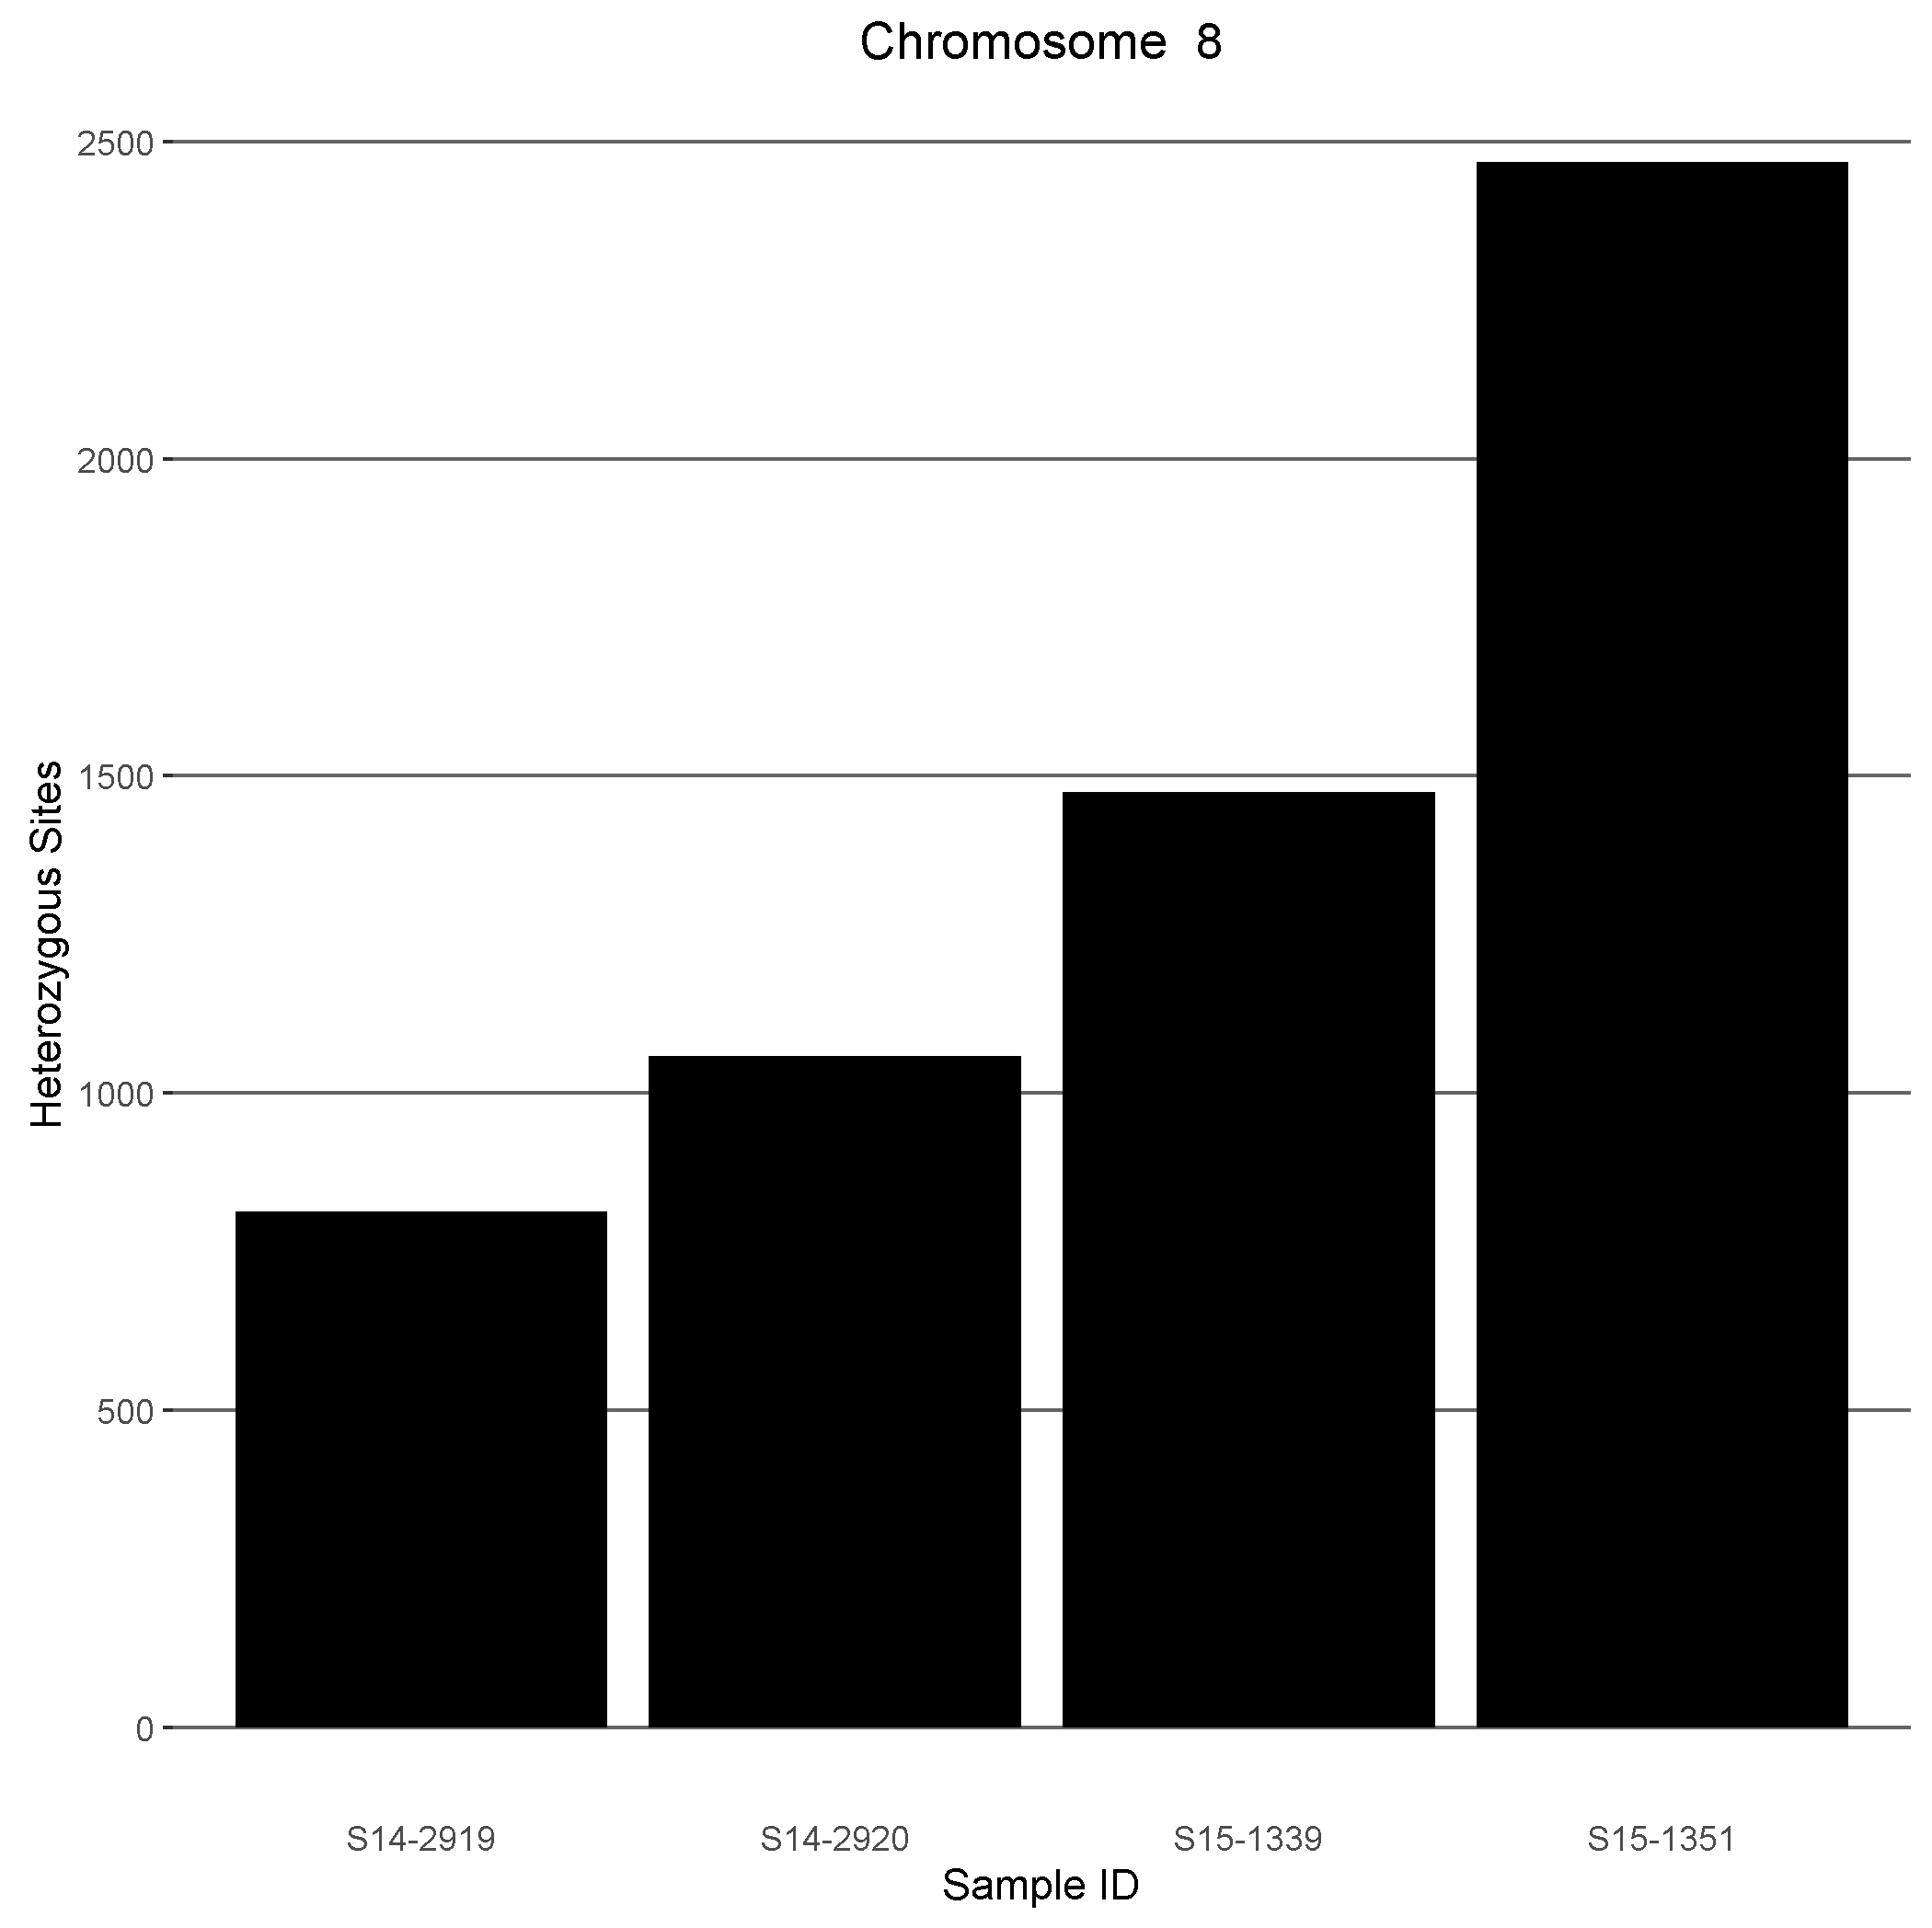 Chromosome  8
2500
2000
1500
1000
500
0
Heterozygous Sites
S14-2919
S14-2920
S15-1339
S15-1351
Sample ID